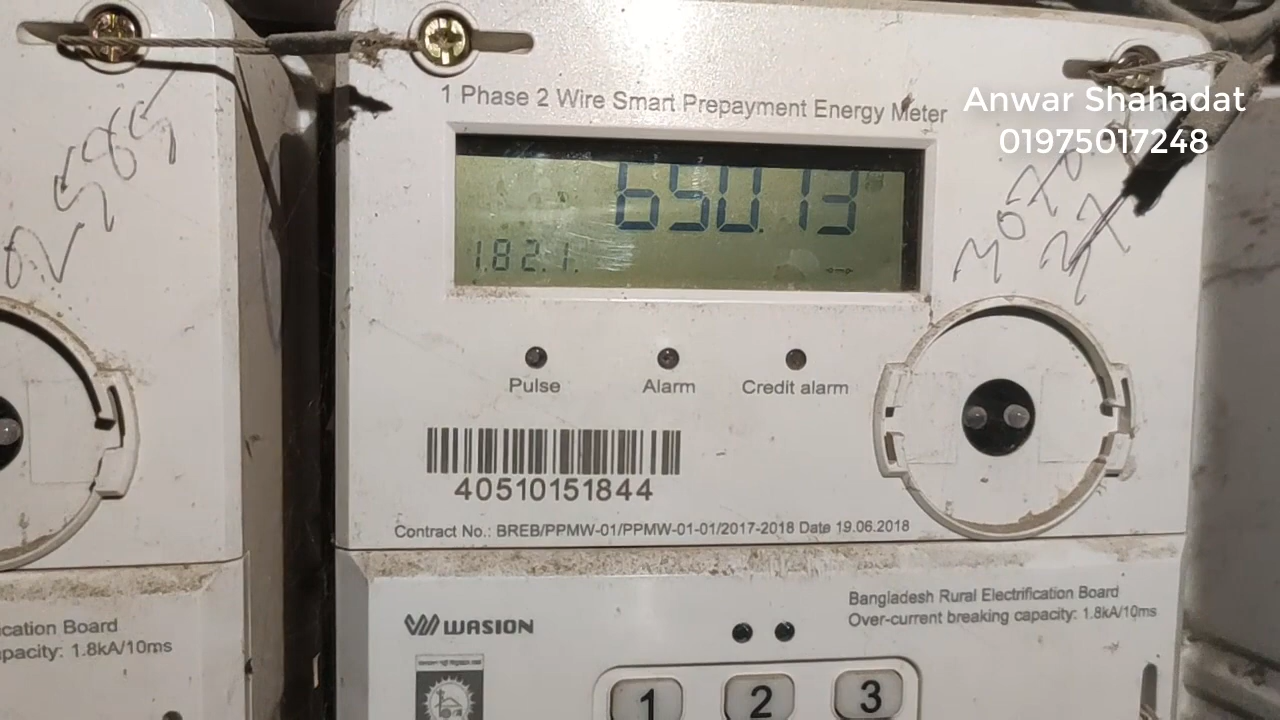 1 Phase 2 Wire Smart Prepayment Energy Meter
Anwar Shahadat
01975017248
650.13
1.8.2.1.
Pulse
Alarm
Credit alarm
40510151844
Contract No.: BREB/PPMW-01/PPMW-01-01/2017-2018 Date 19.06.2018
cation Board
pacity: 1.8kA/10ms
WASION
Bangladesh Rural Electrification Board
Over-current breaking capacity: 1.8kA/10ms
1 2 3